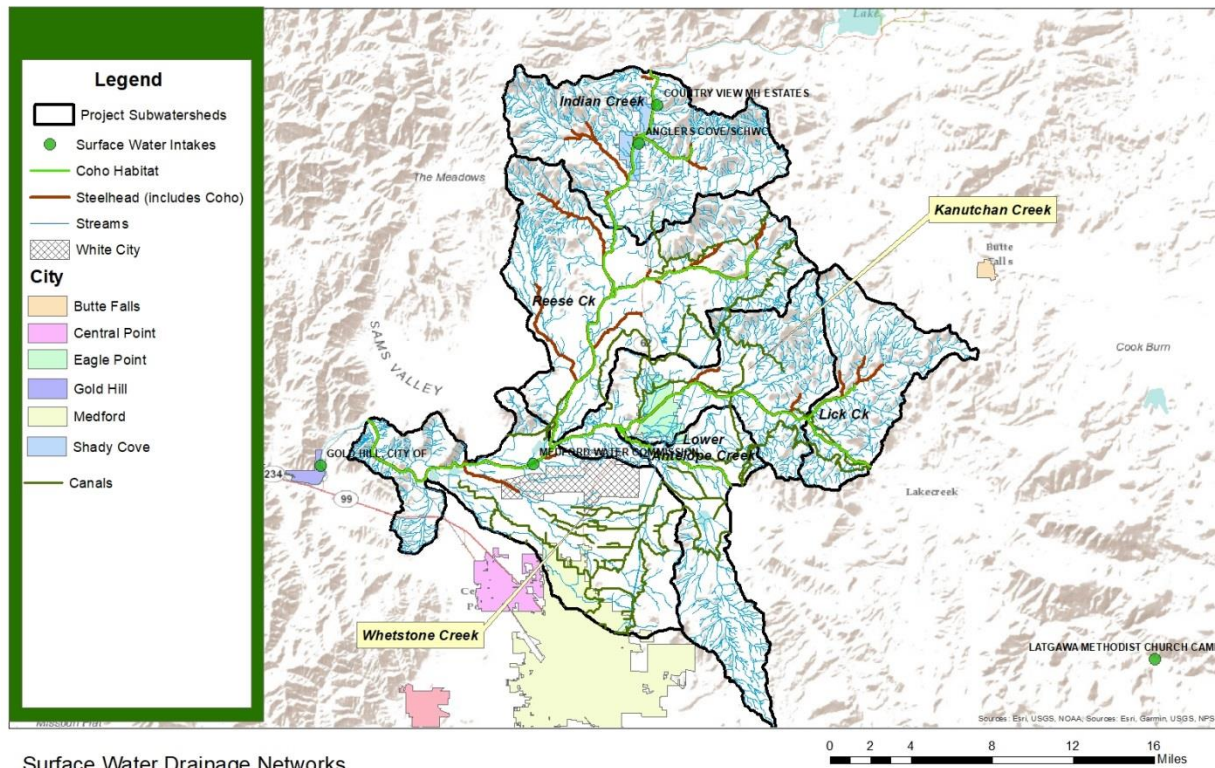 Legend
Project Subwatersheds
Surface Water Intakes
Coho Habitat
Steelhead (includes Coho)
Streams
White City
City
Butte Falls
Central Point
Eagle Point
Gold Hill
Medford
Shady Cove
Canals
Lake
Indian Creek
COUNTRY VIEW MH ESTATES
ANGLERS COVE/SCHWC
The Meadows
Kanutchan Creek
Butte
Falls
Reese Ck
SAMS VALLEY
Cook Burn
Lick Ck
Lower
Antelope Creek
GOLD HILL, CITY OF
MEDFORD WATER COMMISSION
234
99
Lakecreek
Whetstone Creek
LATGAWA METHODIST CHURCH CAM
Sources: Esri, USGS, NOAA; Sources: Esri, Garmin, USGS, NPS
Surface Water Drainage Networks
0 2 4 8 12 16
Miles